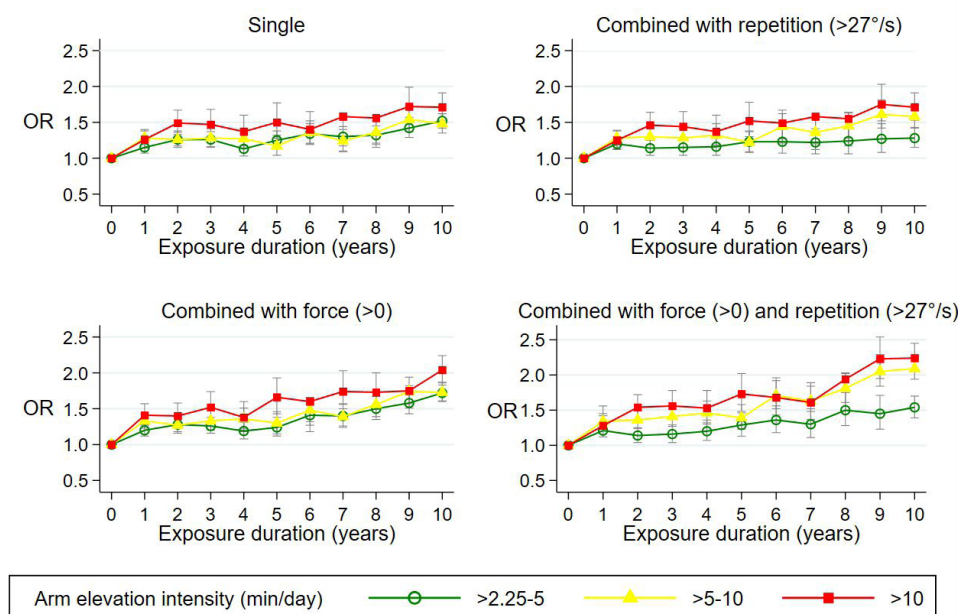 Single
2.5
2.0
OR 1.5
1.0
0.5
0 1 2 3 4 5 6 7 8 9 10
Exposure duration (years)
Combined with repetition (>27°/s)
2.5
2.0
OR 1.5
1.0
0.5
0 1 2 3 4 5 6 7 8 9 10
Exposure duration (years)
Combined with force (>0)
2.5
2.0
OR 1.5
1.0
0.5
0 1 2 3 4 5 6 7 8 9 10
Exposure duration (years)
Combined with force (>0) and repetition (>27°/s)
2.5
2.0
OR 1.5
1.0
0.5
0 1 2 3 4 5 6 7 8 9 10
Exposure duration (years)
Arm elevation intensity (min/day) >2.25-5 >5-10 >10